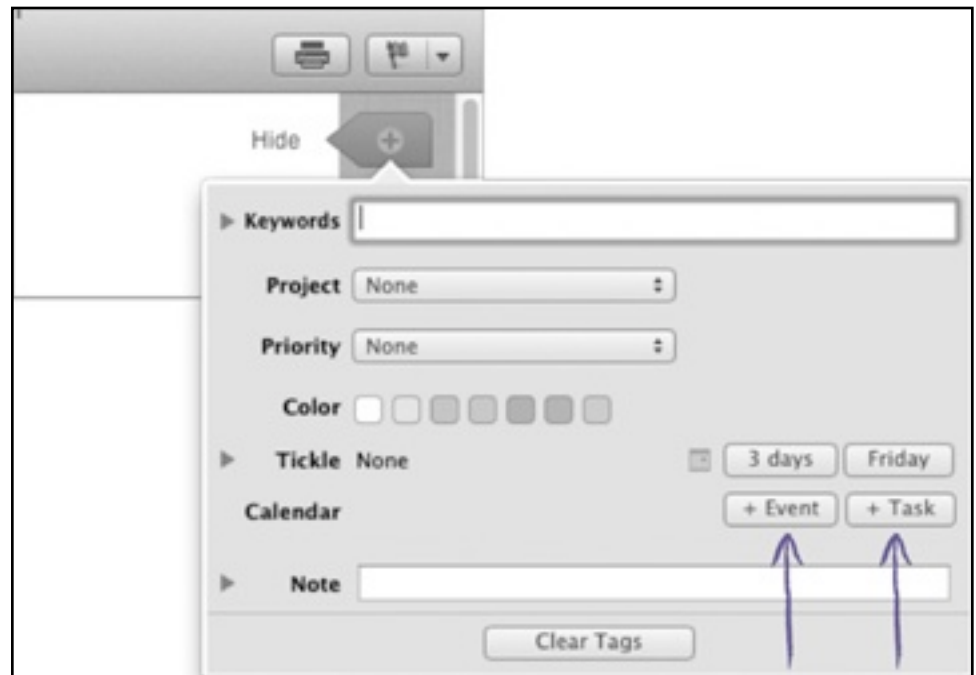 Hide
Keywords
Project None
Priority None
Color
Tickle None 3 days Friday
Calendar + Event + Task
Note
Clear Tags